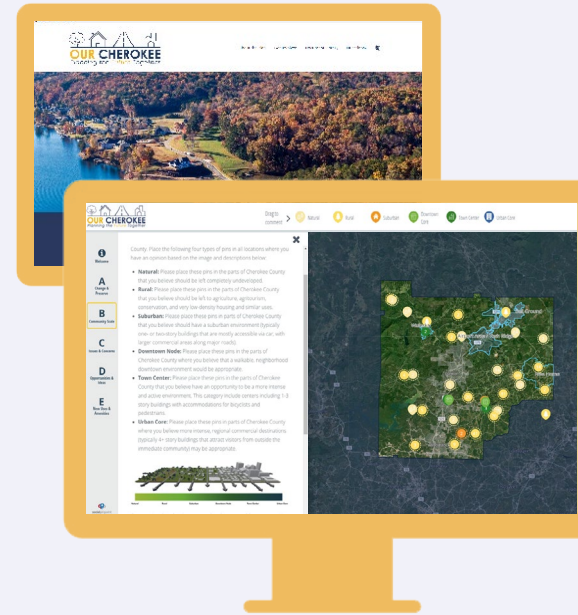 OUR CHEROKEE
Planning the Future Together
OUR CHEROKEE
Planning the Future Together
Drag to
comment
Natural
Rural
Suburban
Downtown
Town Center
Urban Core
Welcome
A
B
Community Scale
C
Issues & Concerns
D
Opportunities &
Ideas
E
County. Place the following four types of pins in all locations where you
have an opinion based on the image and descriptions below.
• Natural: Please place these pins in the parts of Cherokee County
that you believe should be left completely undeveloped.
• Rural: Please place these pins in the parts of Cherokee County
that you believe should be left to agriculture, agritourism,
conservation, and very low density housing and similar uses.
• Suburban: Please place these pins in the parts of Cherokee County
that you believe should have a suburban environment (typically
one- or two-story buildings that are mostly accessible via car, with
larger commercial areas along major roads).
• Downtown Node: Please place these pins in the parts of
Cherokee County where you believe that a walkable, neighborhood
downtown environment would be appropriate.
• Town Center: Please place these pins in the parts of Cherokee
County that you believe have an opportunity to be a more intense
and active environment. This category include centers including 1-3
story buildings with accommodations for bicyclists and
pedestrians.
• Urban Core: Please place these pins in parts of Cherokee County
where you believe more intense, regional commercial destinations
(typically 4+ story buildings that attract visitors from outside the
immediate community) may be appropriate.
Ball Ground